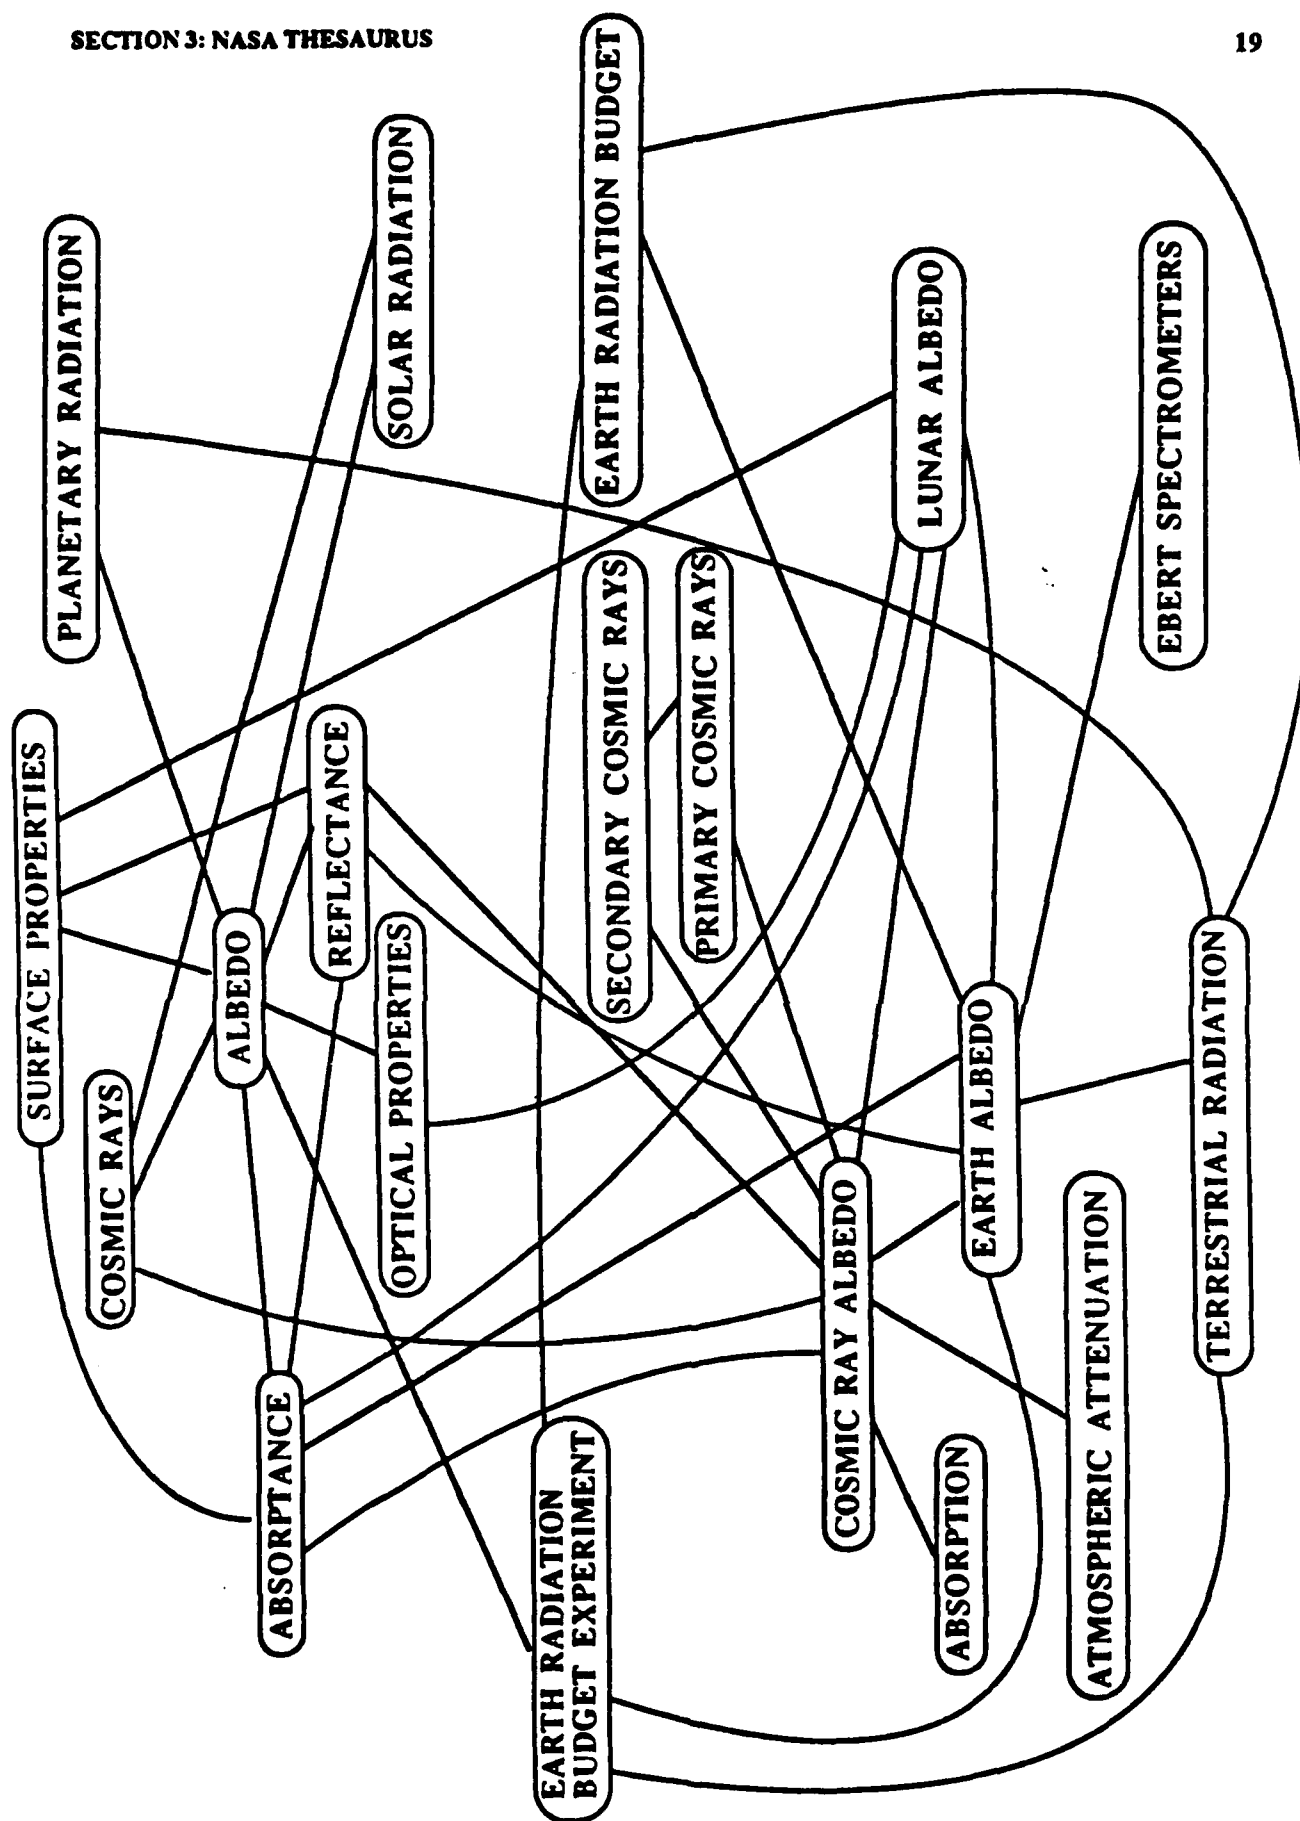 SECTION 3: NASA THESAURUS
19
SURFACE PROPERTIES
PLANETARY RADIATION
COSMIC RAYS
ALBEDO
ABSORPTANCE
REFLECTANCE
SOLAR RADIATION
OPTICAL PROPERTIES
EARTH RADIATION
BUDGET EXPERIMENT
EARTH RADIATION BUDGET
SECONDARY COSMIC RAYS
PRIMARY COSMIC RAYS
COSMIC RAY ALBEDO
LUNAR ALBEDO
ABSORPTION
EARTH ALBEDO
ATMOSPHERIC ATTENUATION
EBERT SPECTROMETERS
TERRESTRIAL RADIATION